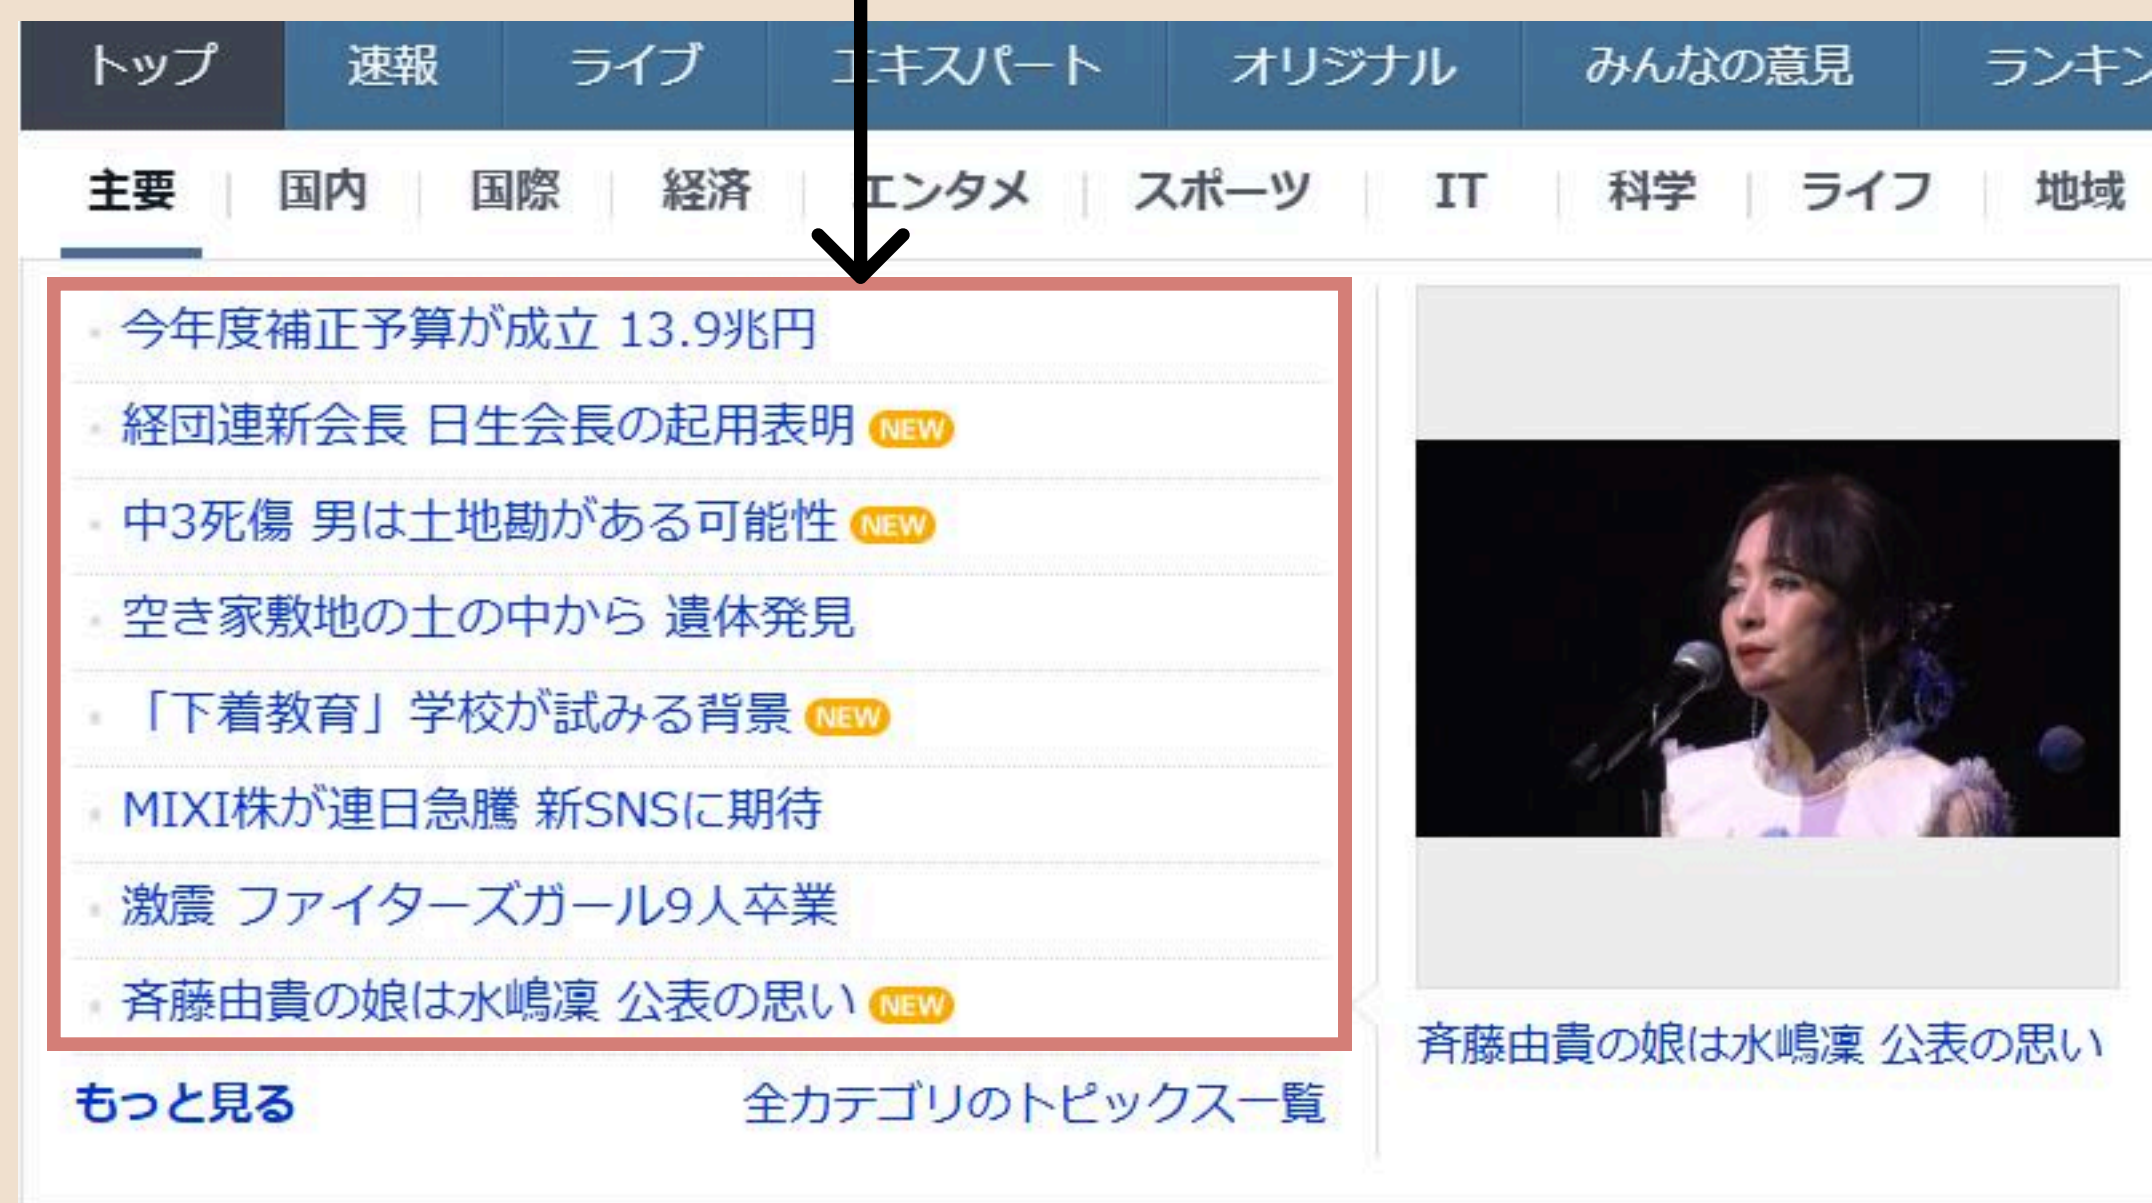 トップ 速報 ライブ エキスパート オリジナル みんなの意見 ランキン
主要 国内 国際 経済 エンタメ スポーツ IT 科学 ライフ 地域
今年度補正予算が成立 13.9兆円
経団連新会長 日生会長の起用表明 NEW
中3死傷 男は土地勘がある可能性 NEW
空き家敷地の土の中から 遺体発見
「下着教育」学校が試みる背景 NEW
MIXI株が連日急騰 新SNSに期待
激震 ファイターズガール9人卒業
斉藤由貴の娘は水嶋凜 公表の思い NEW
もっと見る 全カテゴリのトピックス一覧
斉藤由貴の娘は水嶋凜 公表の思い